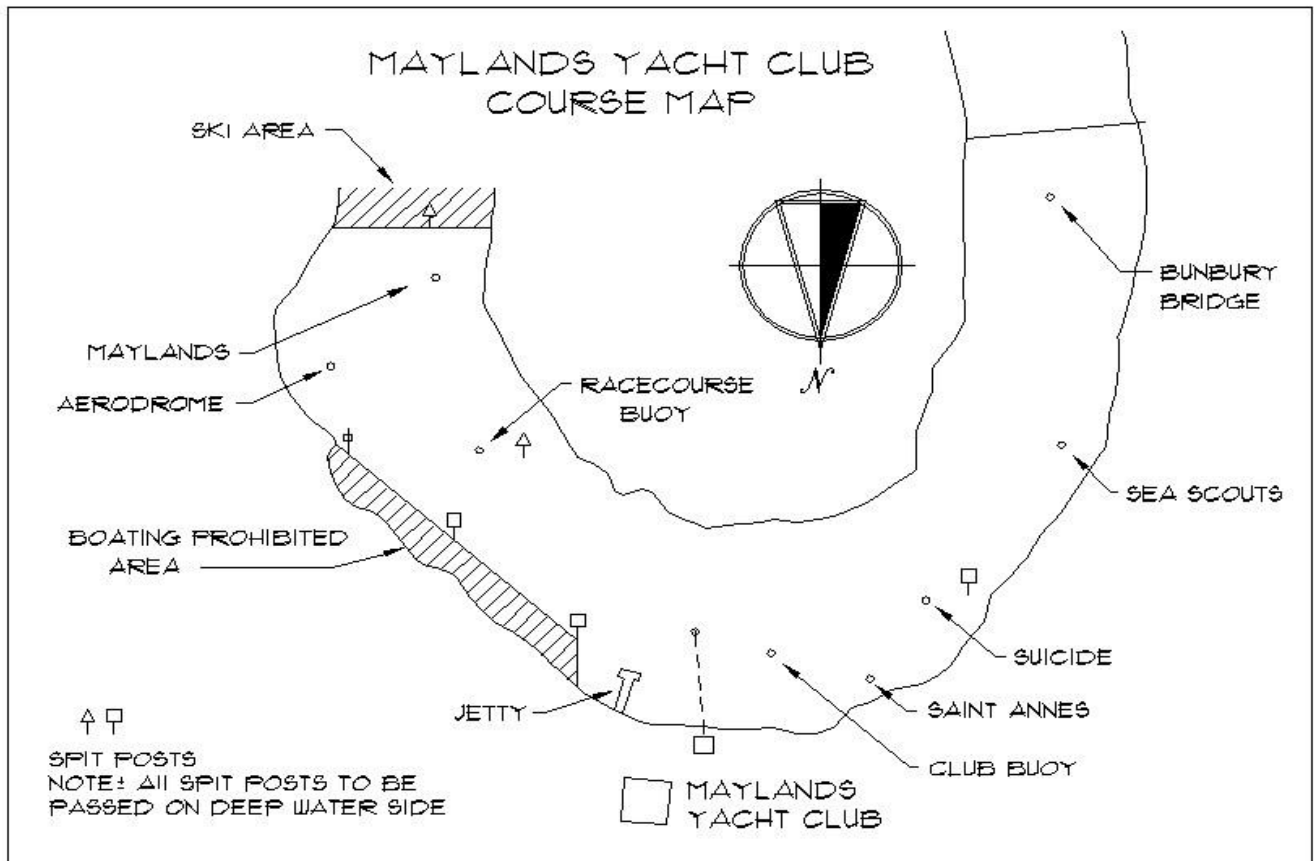 MAYLANDS YACHT CLUB
COURSE MAP
SKI AREA
BUNBURY
BRIDGE
MAYLANDS
AERODROME
RACECOURSE
BUOY
N
SEA SCOUTS
BOATING PROHIBITED
AREA
SUICIDE
JETTY
SAINT ANNES
CLUB BUOY
SPIT POSTS
NOTE: All SPIT POSTS TO BE
PASSED ON DEEP WATER SIDE
MAYLANDS
YACHT CLUB